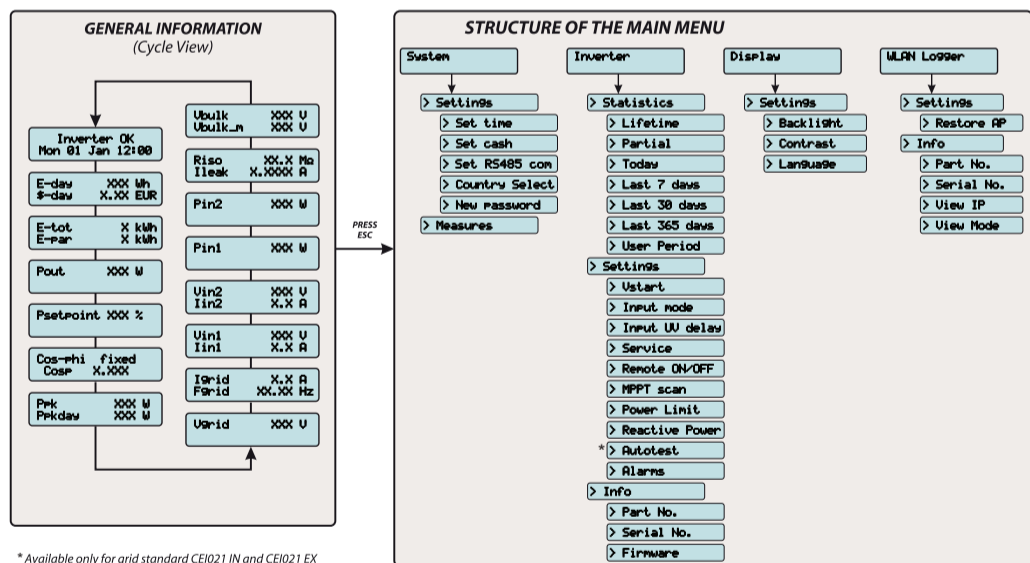 GENERAL INFORMATION
(Cycle View)
Inverter OK
Mon 01 Jan 12:00
E-day XXX Wh
$-day X.XX EUR
E-tot X kWh
E-par X kWh
Pout XXX W
Psetpoint XXX %
Cos-phi fixed
Cosp X.XXX
Ppk XXX W
Ppkday XXX W
Vbulk XXX V
Vbulk_m XXX V
Riso XX.X MΩ
Ileak X.XXXX A
Pin2 XXX W
Pin1 XXX W
Vin2 XXX V
Iin2 X.X A
Vin1 XXX V
Iin1 X.X A
Igrid X.X A
Fgrid XX.XX Hz
Vgrid XXX V
* Available only for grid standard CEI021 IN and CEI021 EX
PRESS
ESC
STRUCTURE OF THE MAIN MENU
System
> Settings
> Set time
> Set cash
> Set RS485 com
> Country Select
> New password
> Measures
Inverter
> Statistics
> Lifetime
> Partial
> Today
> Last 7 days
> Last 30 days
> Last 365 days
> User Period
> Settings
> Vstart
> Input mode
> Input UV delay
> Service
> Remote ON/OFF
> MPPT scan
> Power Limit
> Reactive Power
* > Autotest
> Alarms
> Info
> Part No.
> Serial No.
> Firmware
Display
> Settings
> Backlight
> Contrast
> Language
WLAN Logger
> Settings
> Restore AP
> Info
> Part No.
> Serial No.
> View IP
> View Mode